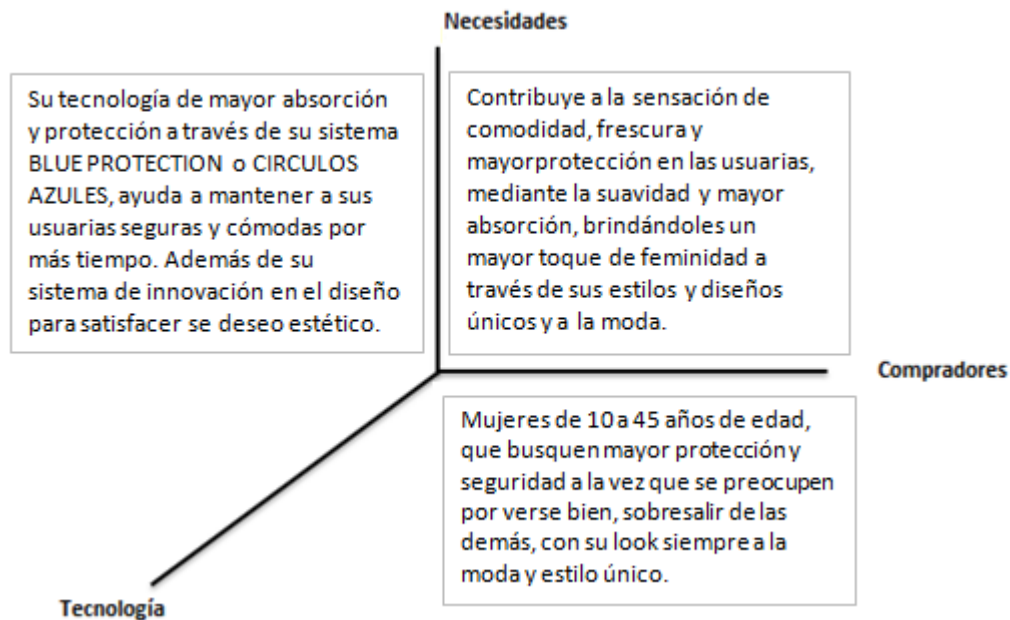 Necesidades
Su tecnología de mayor absorción
y protección a través de su sistema
BLUE PROTECTION o CIRCULOS
AZULES, ayuda a mantener a sus
usuarias seguras y cómodas por
más tiempo. Además de su
sistema de innovación en el diseño
para satisfacer se deseo estético.
Contribuye a la sensación de
comodidad, frescura y
mayorprotección en las usuarias,
mediante la suavidad y mayor
absorción, brindándoles un
mayor toque de feminidad a
través de sus estilos y diseños
únicos y a la moda.
Compradores
Mujeres de 10 a 45 años de edad,
que busquen mayor protección y
seguridad a la vez que se preocupen
por verse bien, sobresalir de las
demás, con su look siempre a la
moda y estilo único.
Tecnología